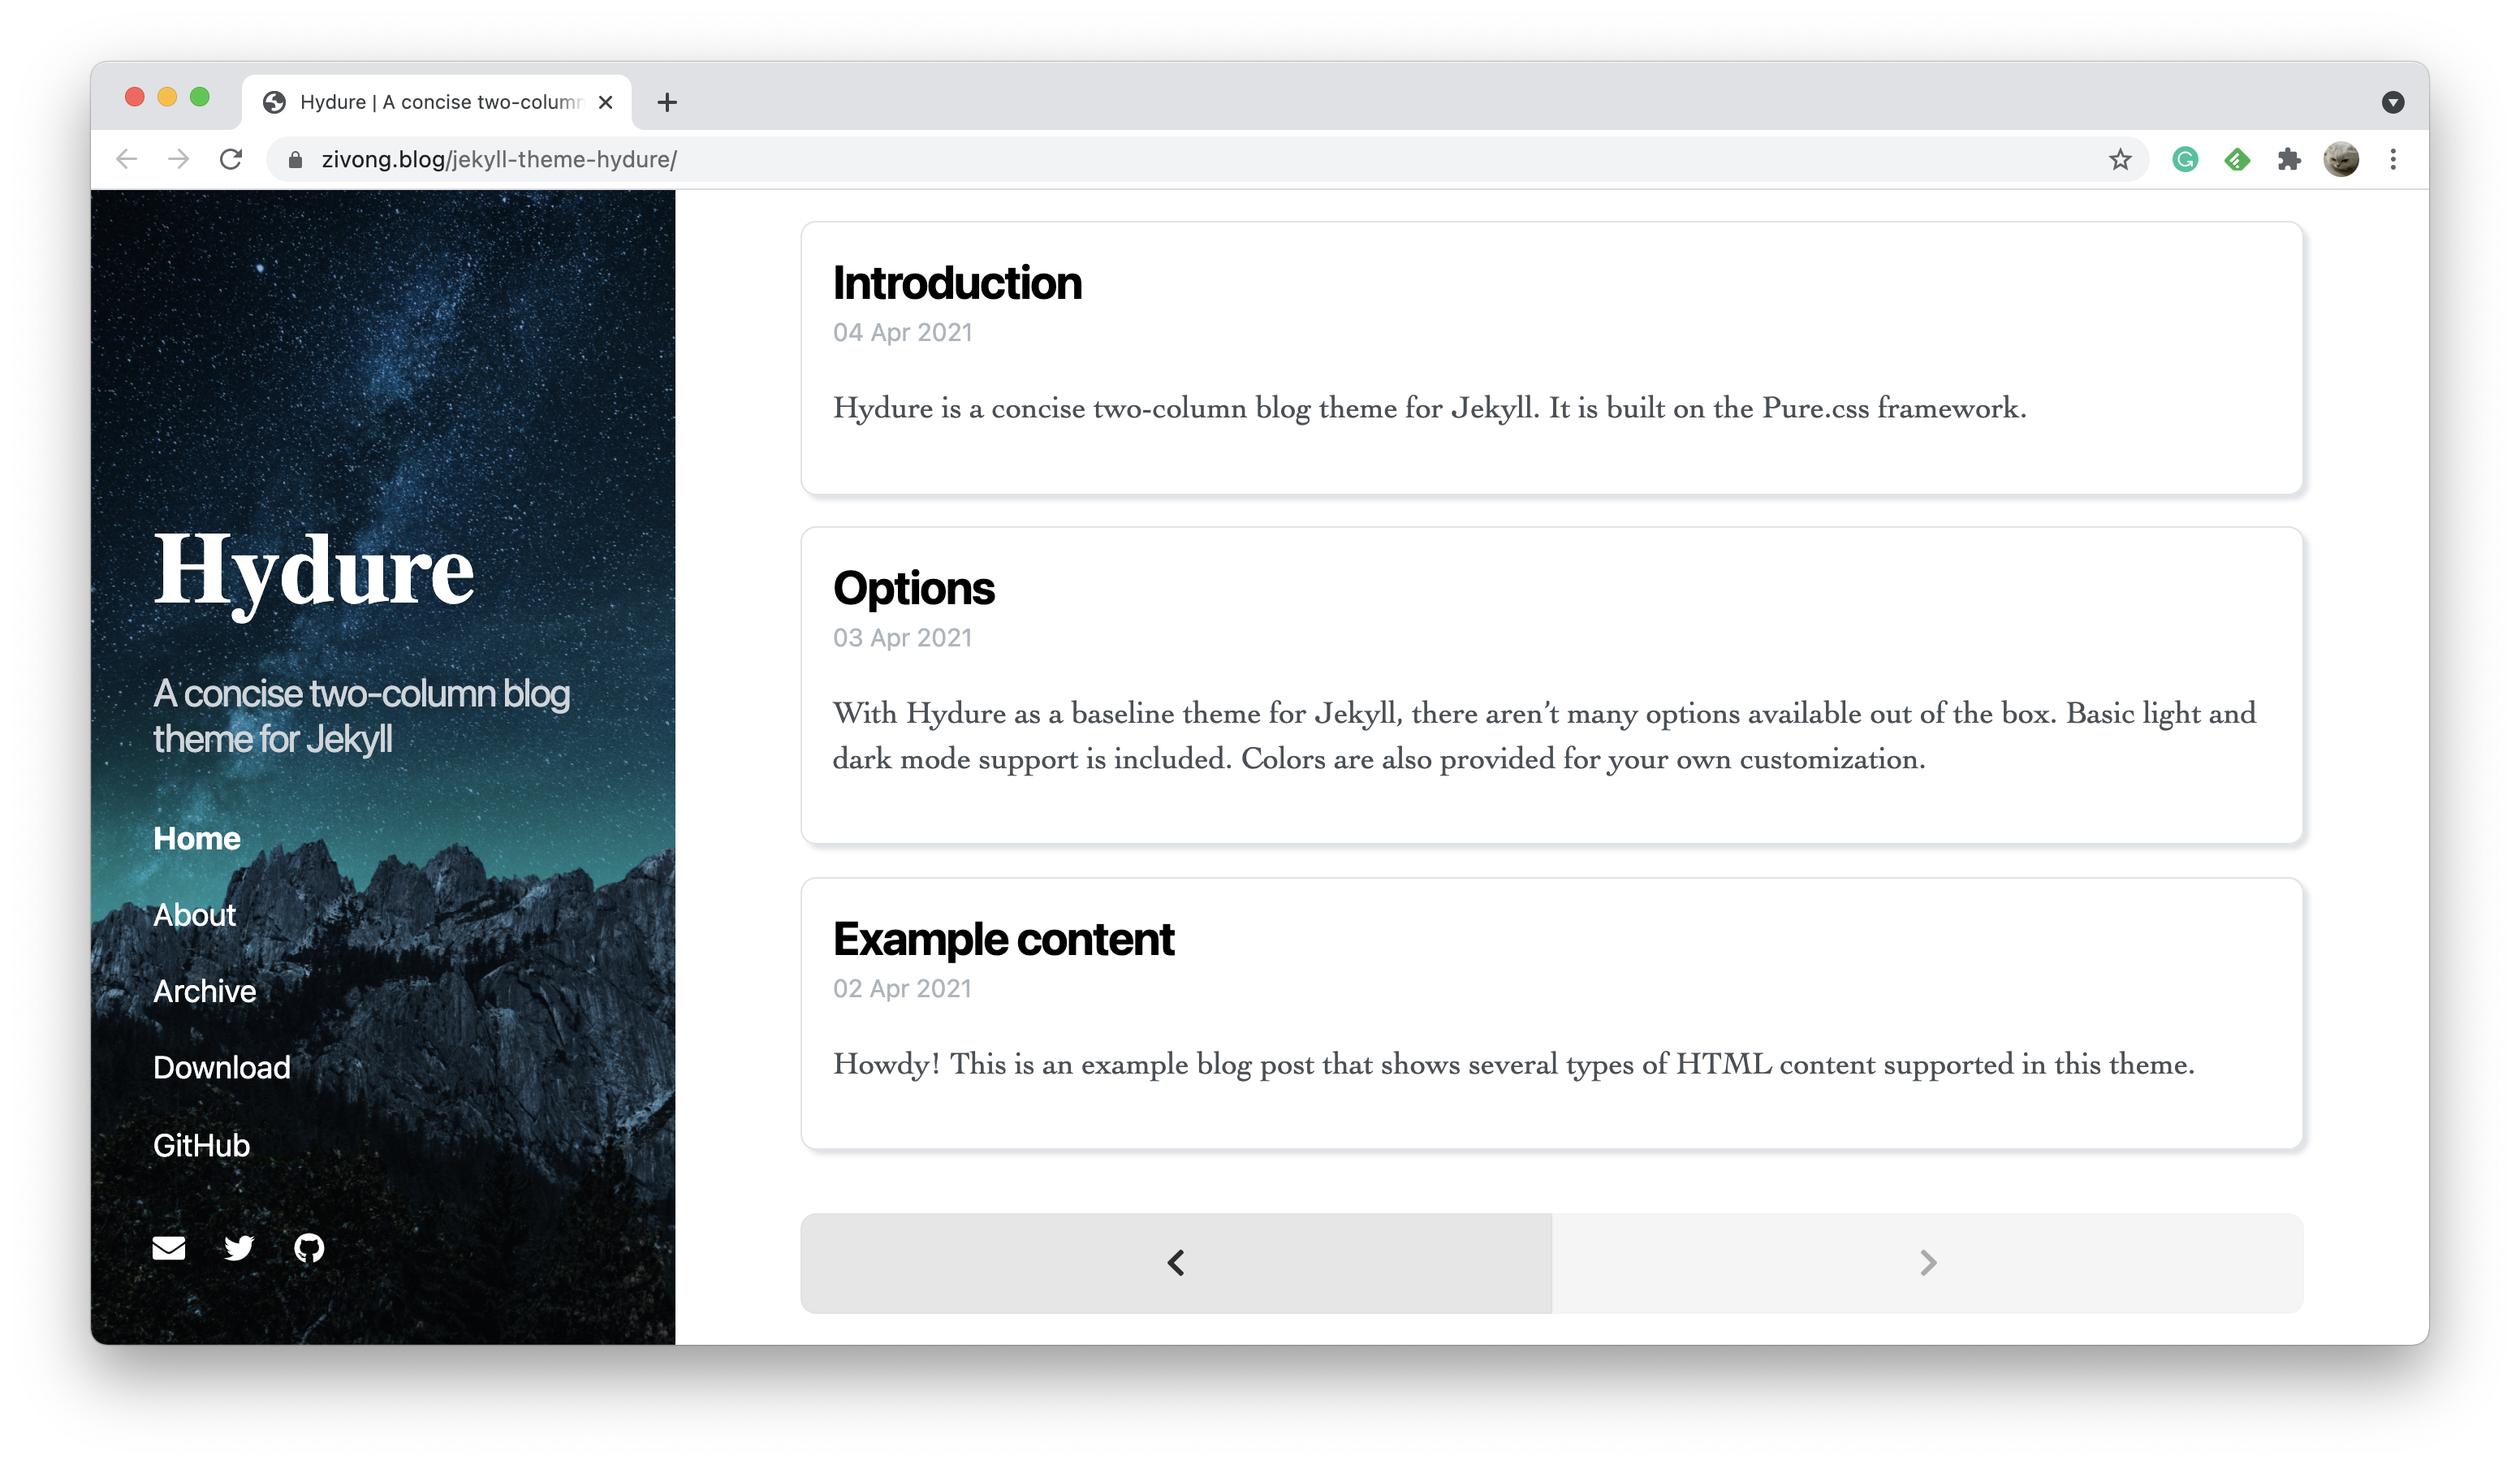 Hydure | A concise two-column
zivong.blog/jekyll-theme-hydure/
Hydure
A concise two-column blog
theme for Jekyll
Home
About
Archive
Download
GitHub
Introduction
04 Apr 2021
Hydure is a concise two-column blog theme for Jekyll. It is built on the Pure.css framework.
Options
03 Apr 2021
With Hydure as a baseline theme for Jekyll, there aren’t many options available out of the box. Basic light and
dark mode support is included. Colors are also provided for your own customization.
Example content
02 Apr 2021
Howdy! This is an example blog post that shows several types of HTML content supported in this theme.